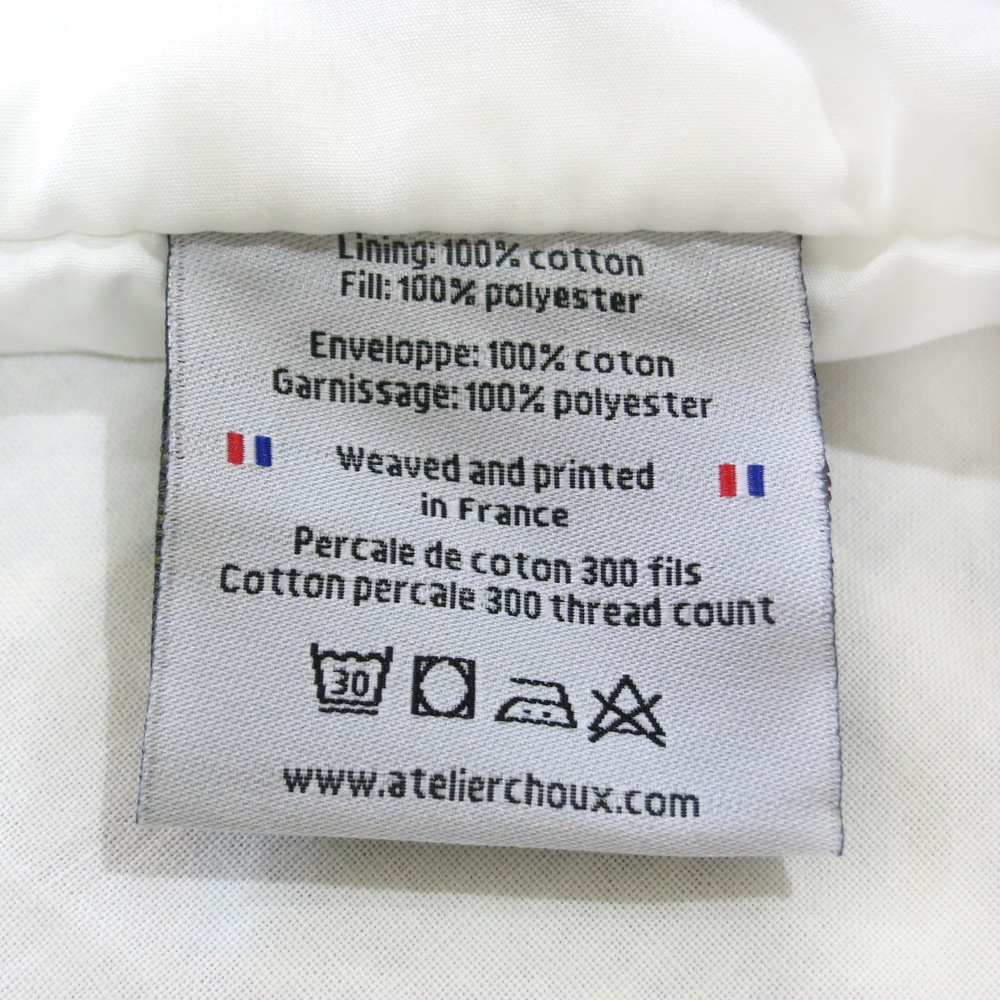 Lining: 100% cotton
Fill: 100% polyester
Enveloppe: 100% coton
Garnissage: 100% polyester
Weaved and printed
in France
Percale de coton 300 fils
Cotton percale 300 thread count
30
www.atelierchoux.com